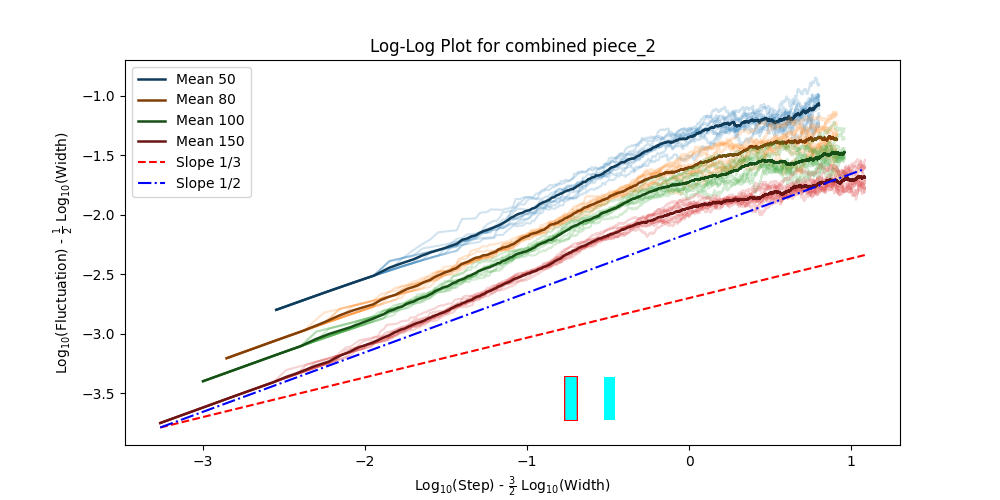 Log-Log Plot for combined piece_2
Mean 50
Mean 80
Mean 100
Mean 150
Slope 1/3
Slope 1/2
Log₁₀(Fluctuation) - ½ Log₁₀(Width)
−1.0
−1.5
−2.0
−2.5
−3.0
−3.5
−3
−2
−1
0
1
Log₁₀(Step) - 3/2 Log₁₀(Width)